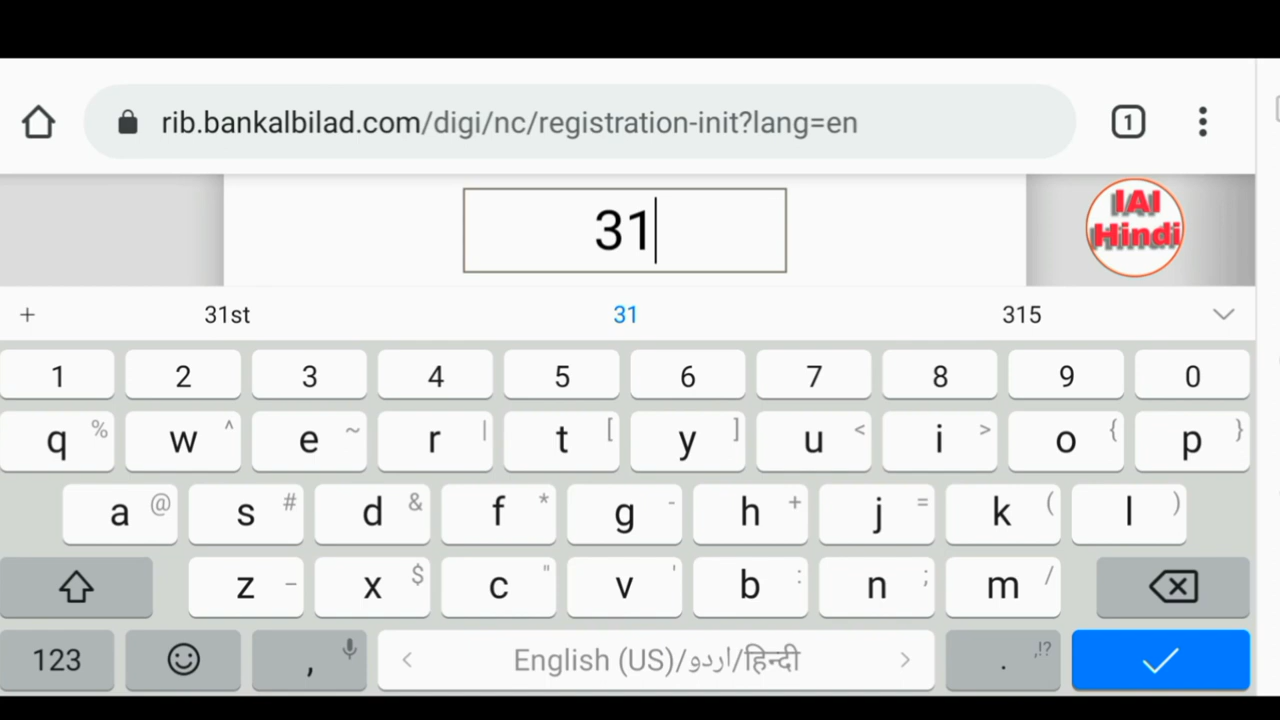 1
rib.bankalbilad.com/digi/nc/registration-init?lang=en
31
IAI
Hindi
+ 31st 31 315
1 2 3 4 5 6 7 8 9 0
q % w ^ e ~ r | t [ y ] u < i > o { p }
a @ s # d & f * g - h + j = k ( l )
z _ x $ c " v ' b : n ; m /
123 , < English (US)/اردو/हिन्दी > . ,!?